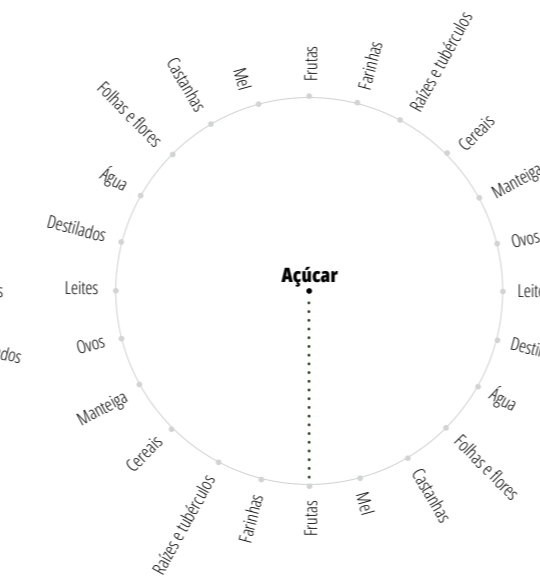 Frutas
Farinhas
Raízes e tubérculos
Cereais
Manteiga
Ovos
Água
Folhas e flores
Castanhas
Mel
Frutas
Farinhas
Raízes e tubérculos
Cereais
Manteiga
Ovos
Leites
Destilados
Água
Folhas e flores
Castanhas
Mel
Açúcar